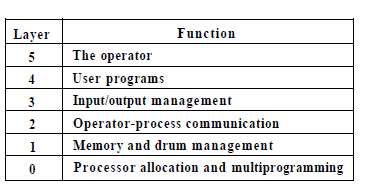 Layer Function
5 The operator
4 User programs
3 Input/output management
2 Operator-process communication
1 Memory and drum management
0 Processor allocation and multiprogramming